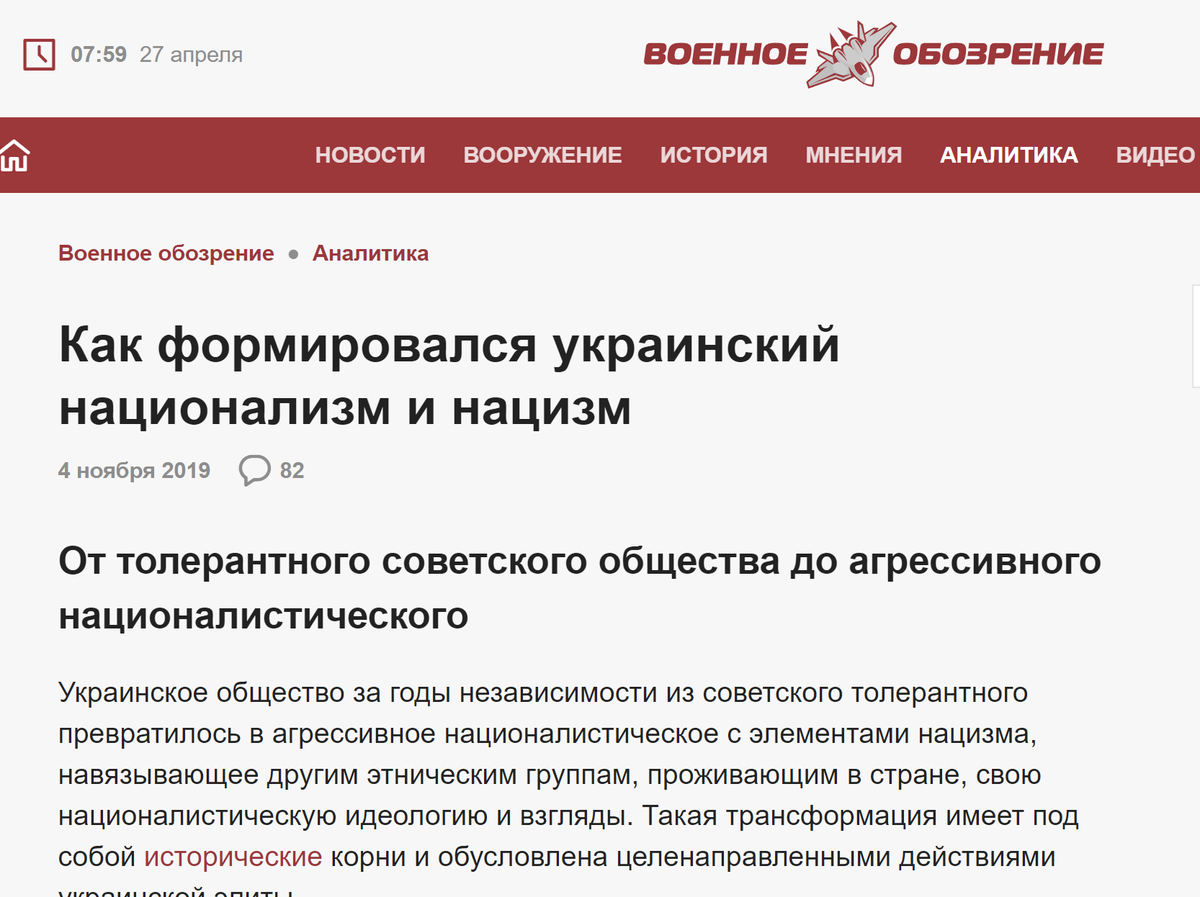 07:59 27 апреля
ВОЕННОЕ ОБОЗРЕНИЕ
НОВОСТИ ВООРУЖЕНИЕ ИСТОРИЯ МНЕНИЯ АНАЛИТИКА ВИДЕО
Военное обозрение • Аналитика
Как формировался украинский
национализм и нацизм
4 ноября 2019 82
От толерантного советского общества до агрессивного
националистического
Украинское общество за годы независимости из советского толерантного
превратилось в агрессивное националистическое с элементами нацизма,
навязывающее другим этническим группам, проживающим в стране, свою
националистическую идеологию и взгляды. Такая трансформация имеет под
собой исторические корни и обусловлена целенаправленными действиями
украинской элиты.